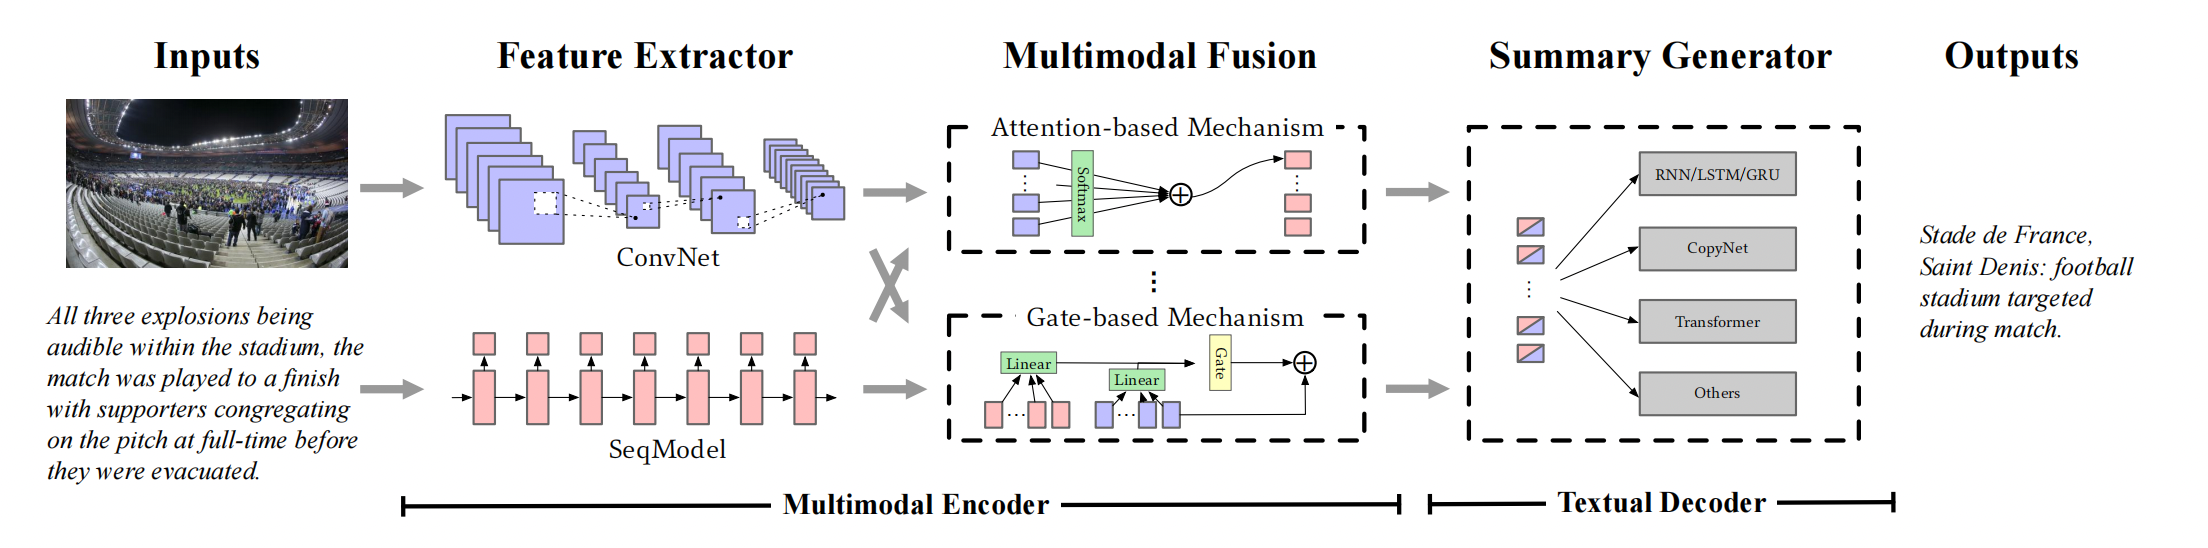 Inputs
Feature Extractor
Multimodal Fusion
Summary Generator
Outputs
All three explosions being
audible within the stadium, the
match was played to a finish
with supporters congregating
on the pitch at full-time before
they were evacuated.
ConvNet
SeqModel
Attention-based Mechanism
Softmax
Gate-based Mechanism
Linear
Linear
Gate
RNN/LSTM/GRU
CopyNet
Transformer
Others
Stade de France,
Saint Denis: football
stadium targeted
during match.
Multimodal Encoder
Textual Decoder